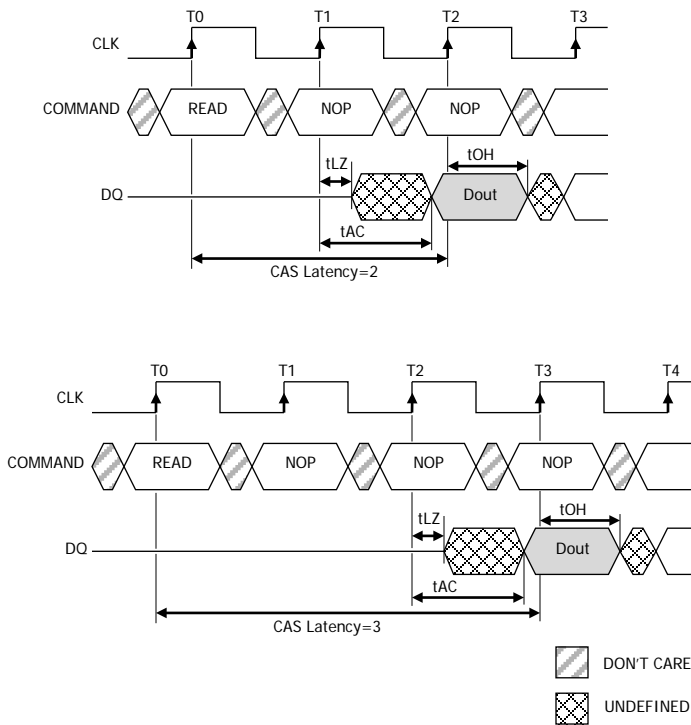 T0 T1 T2 T3
CLK
COMMAND READ NOP NOP
tLZ tOH
DQ Dout
tAC
CAS Latency=2
T0 T1 T2 T3 T4
CLK
COMMAND READ NOP NOP NOP
tLZ tOH
DQ Dout
tAC
CAS Latency=3
DON'T CARE
UNDEFINED